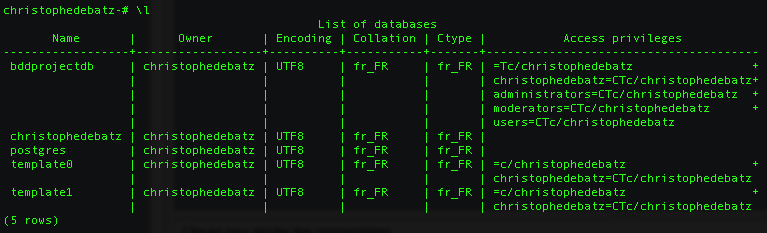 christophedebatz-# \l
                                          List of databases
      Name       |      Owner      | Encoding | Collation | Ctype |          Access privileges
-----------------+-----------------+----------+-----------+-------+-------------------------------------
 bddprojectdb    | christophedebatz | UTF8     | fr_FR     | fr_FR | =Tc/christophedebatz                 +
                 |                 |          |           |       | christophedebatz=CTc/christophedebatz+
                 |                 |          |           |       | administrators=CTc/christophedebatz  +
                 |                 |          |           |       | moderators=CTc/christophedebatz      +
                 |                 |          |           |       | users=CTc/christophedebatz
 christophedebatz | christophedebatz | UTF8     | fr_FR     | fr_FR |
 postgres        | christophedebatz | UTF8     | fr_FR     | fr_FR |
 template0       | christophedebatz | UTF8     | fr_FR     | fr_FR | =c/christophedebatz                  +
                 |                 |          |           |       | christophedebatz=CTc/christophedebatz
 template1       | christophedebatz | UTF8     | fr_FR     | fr_FR | =c/christophedebatz                  +
                 |                 |          |           |       | christophedebatz=CTc/christophedebatz
(5 rows)